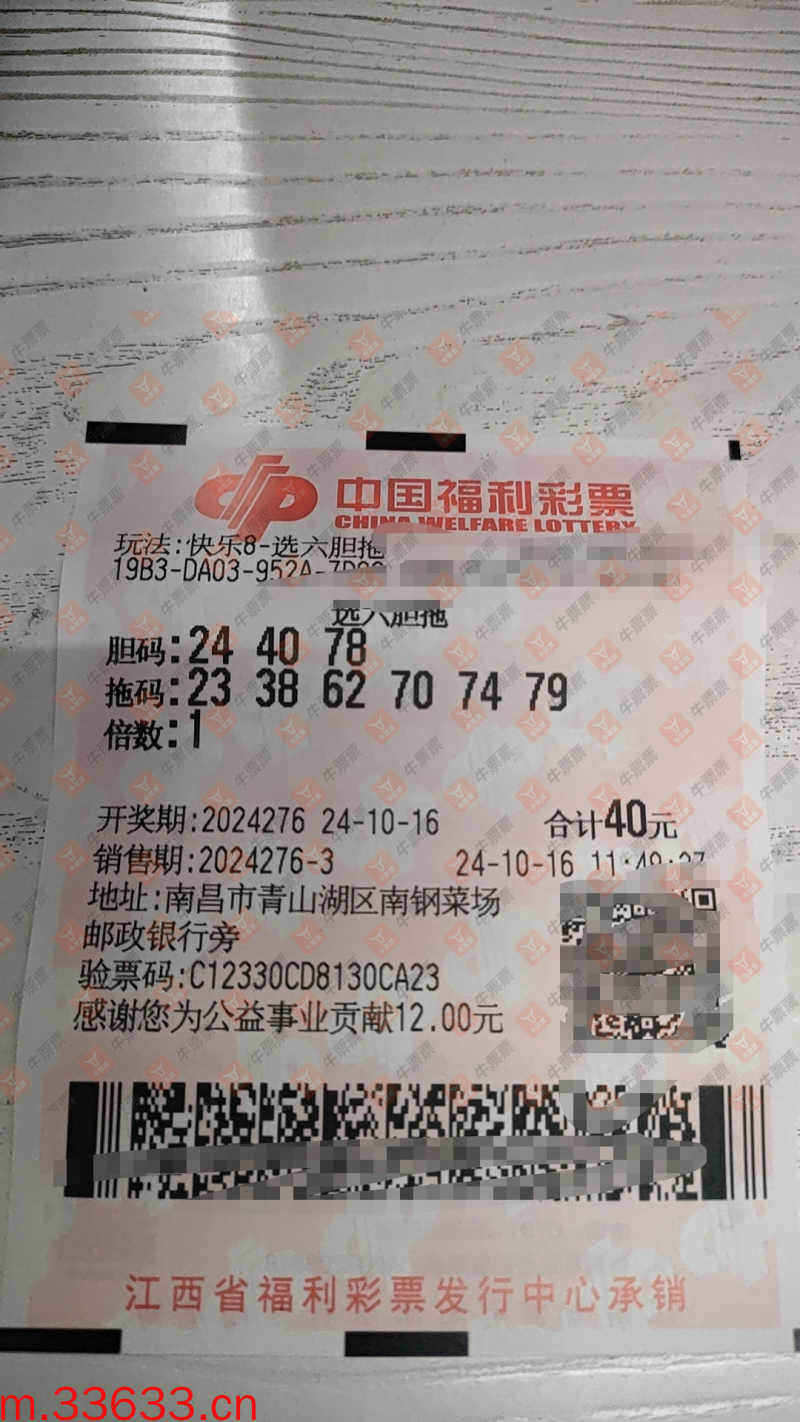 中国福利彩票
CHINA WELFARE LOTTERY
玩法:快乐8-选六胆拖
19B3-DA03-952A-
选六胆拖
胆码:24 40 78
拖码:23 38 62 70 74 79
倍数:1
开奖期:2024276 24-10-16 合计40元
销售期:2024276-3 24-10-16 11:49:27
地址:南昌市青山湖区南钢菜场
邮政银行旁
验票码:C12330CD8130CA23
感谢您为公益事业贡献12.00元
江西省福利彩票发行中心承销
m.33633.cn
牛票票